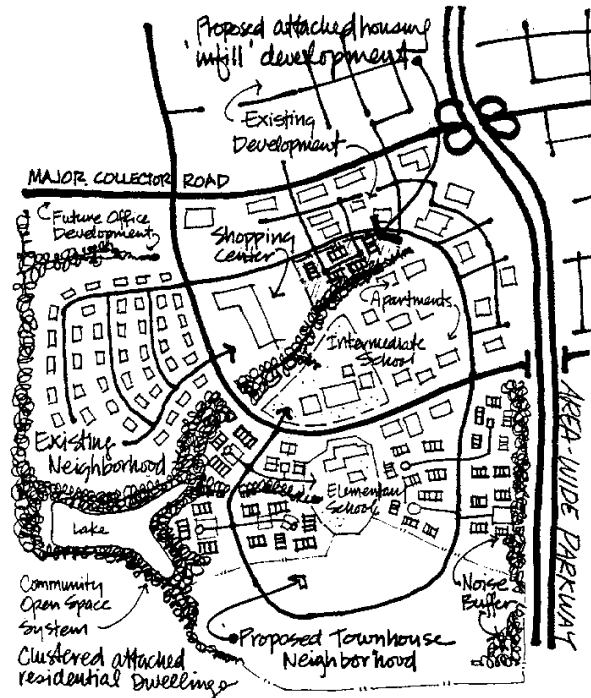 Proposed attached housing
'infill' development
Existing
Development
MAJOR COLLECTOR ROAD
Future Office
Development
Shopping
Center
Apartments
Intermediate
School
Existing
Neighborhood
Elementary
School
Lake
AREA-WIDE PARKWAY
Community
Open Space
System
Noise
Buffer
Proposed Townhouse
Neighborhood
Clustered attached
residential Dwellings